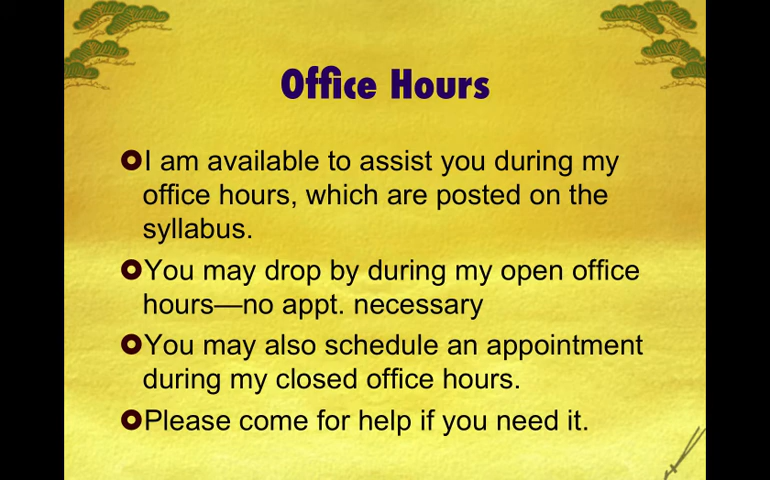 Office Hours
I am available to assist you during my
office hours, which are posted on the
syllabus.
You may drop by during my open office
hours—no appt. necessary
You may also schedule an appointment
during my closed office hours.
Please come for help if you need it.